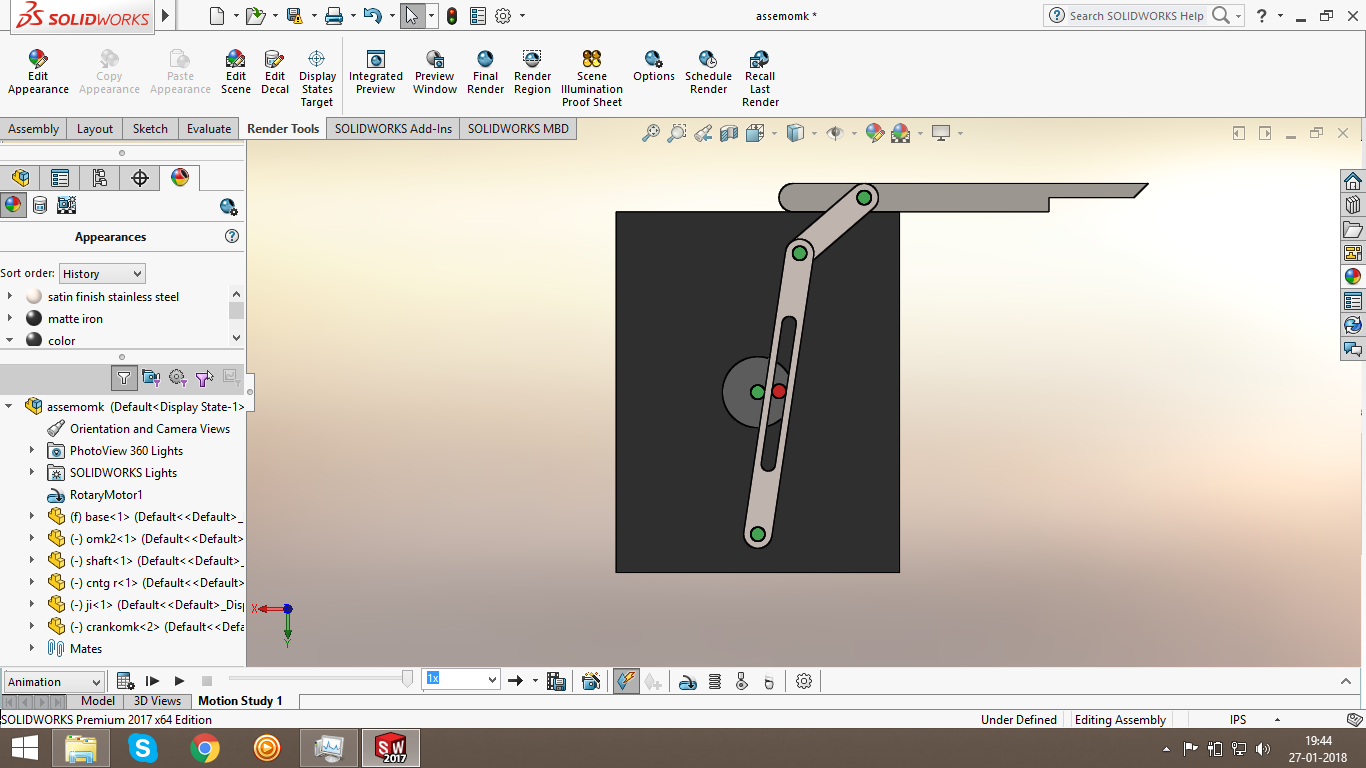 SOLIDWORKS
assemomk *
Search SOLIDWORKS Help
Edit Appearance
Copy Appearance
Paste Appearance
Edit Scene
Edit Decal
Display States Target
Integrated Preview
Preview Window
Final Render
Render Region
Scene Illumination Proof Sheet
Options
Schedule Render
Recall Last Render
Assembly Layout Sketch Evaluate Render Tools SOLIDWORKS Add-Ins SOLIDWORKS MBD
Appearances
Sort order: History
satin finish stainless steel
matte iron
color
assemomk (Default<Display State-1>
Orientation and Camera Views
PhotoView 360 Lights
SOLIDWORKS Lights
RotaryMotor1
(f) base<1> (Default<<Default>_
(-) omk2<1> (Default<<Default>
(-) shaft<1> (Default<<Default>_
(-) cntg r<1> (Default<<Default>
(-) ji<1> (Default<<Default>_Disp
(-) crankomk<2> (Default<<Defa
Mates
X
Y
Animation
1x
Model 3D Views Motion Study 1
SOLIDWORKS Premium 2017 x64 Edition
Under Defined Editing Assembly IPS
SW
2017
19:44
27-01-2018